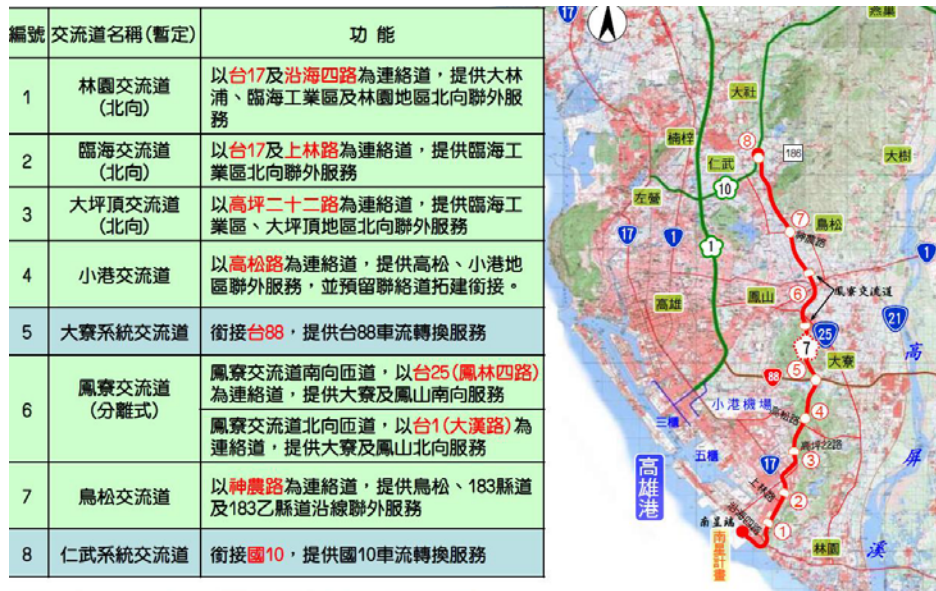 編號 交流道名稱(暫定) 功能
1 林園交流道
(北向)
以台17及沿海四路為連絡道，提供大林
浦、臨海工業區及林園地區北向聯外服
務
2 臨海交流道
(北向)
以台17及上林路為連絡道，提供臨海工
業區北向聯外服務
3 大坪頂交流道
(北向)
以高坪二十二路為連絡道，提供臨海工
業區、大坪頂地區北向聯外服務
4 小港交流道
以高松路為連絡道，提供高松、小港地
區聯外服務，並預留聯絡道拓建銜接。
5 大寮系統交流道
銜接台88，提供台88車流轉換服務
6 鳳寮交流道
(分離式)
鳳寮交流道南向匝道，以台25(鳳林四路)
為連絡道，提供大寮及鳳山南向服務
鳳寮交流道北向匝道，以台1(大漢路)為
連絡道，提供大寮及鳳山北向服務
7 鳥松交流道
以神農路為連絡道，提供鳥松、183縣道
及183乙縣道沿線聯外服務
8 仁武系統交流道
銜接國10，提供國10車流轉換服務
17
燕巢
大社
楠梓
8
186
仁武
大樹
10
左營
7
鳥松
神農路
17
1
1
1
6
鳳寮交流道
高雄
鳳山
21
25
7
高
大寮
88
5
小港機場
高松路
4
三櫃
高坪22路
五櫃
3
屏
17
高雄港
上林路
2
沿海四路
1
南星端
南星計畫
林園
溪